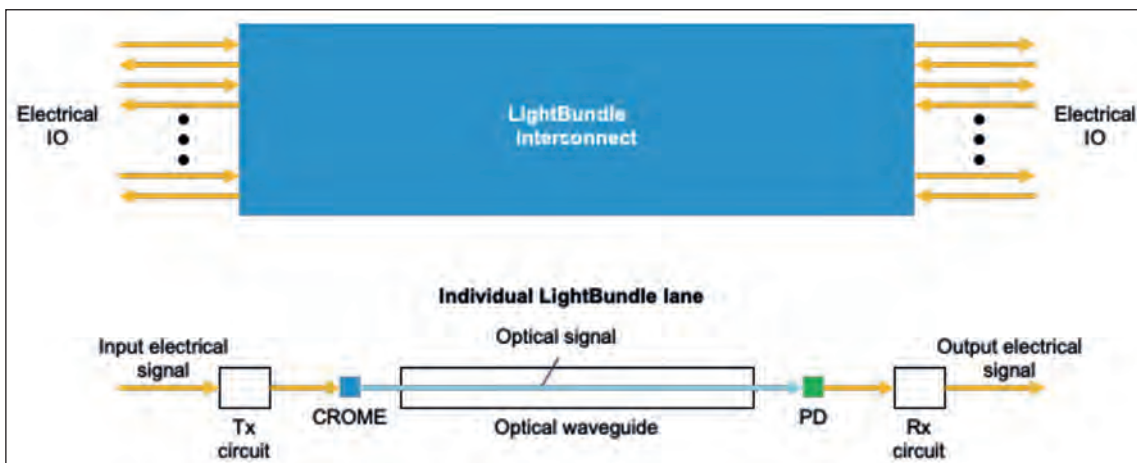 LightBundle
Interconnect
Electrical
IO
Electrical
IO
Individual LightBundle lane
Optical signal
Input electrical
signal
Output electrical
signal
CROME
Optical waveguide
PD
Tx
circuit
Rx
circuit